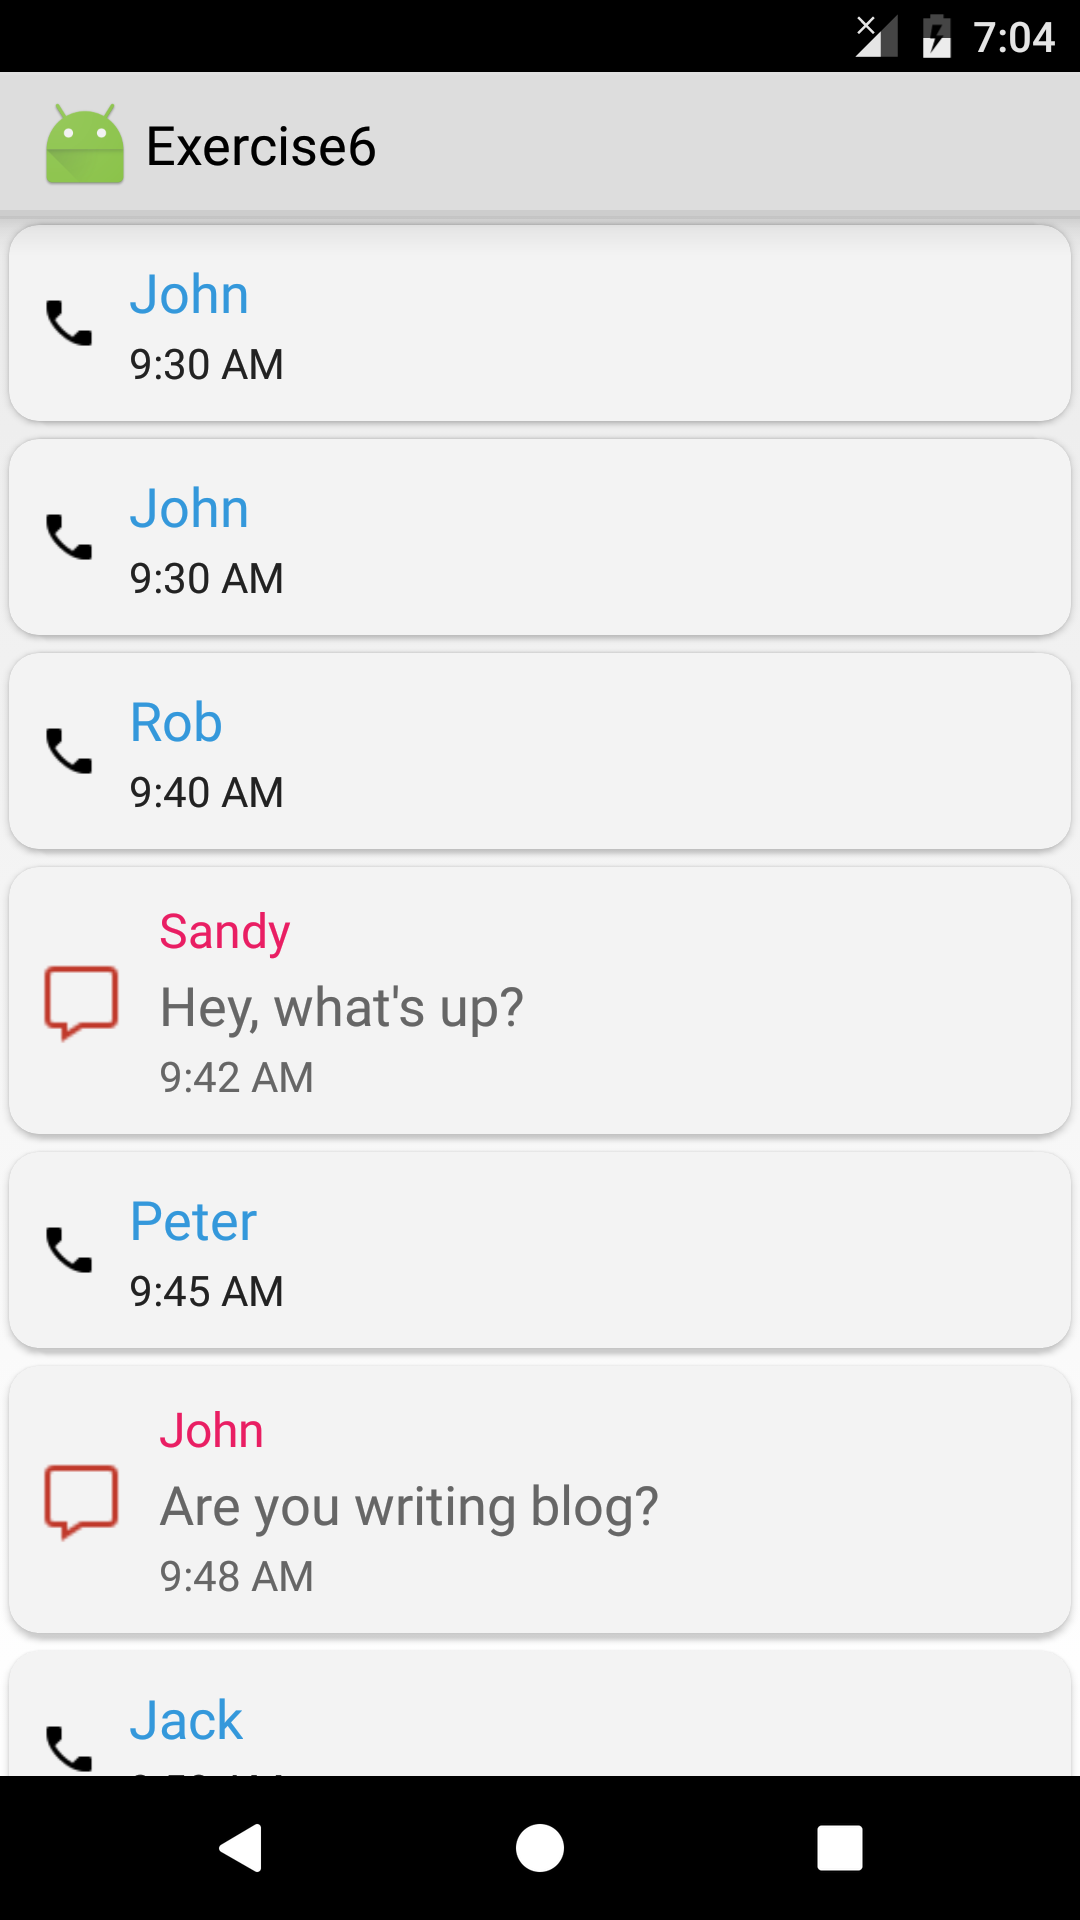 7:04
Exercise6
John
9:30 AM
John
9:30 AM
Rob
9:40 AM
Sandy
Hey, what's up?
9:42 AM
Peter
9:45 AM
John
Are you writing blog?
9:48 AM
Jack